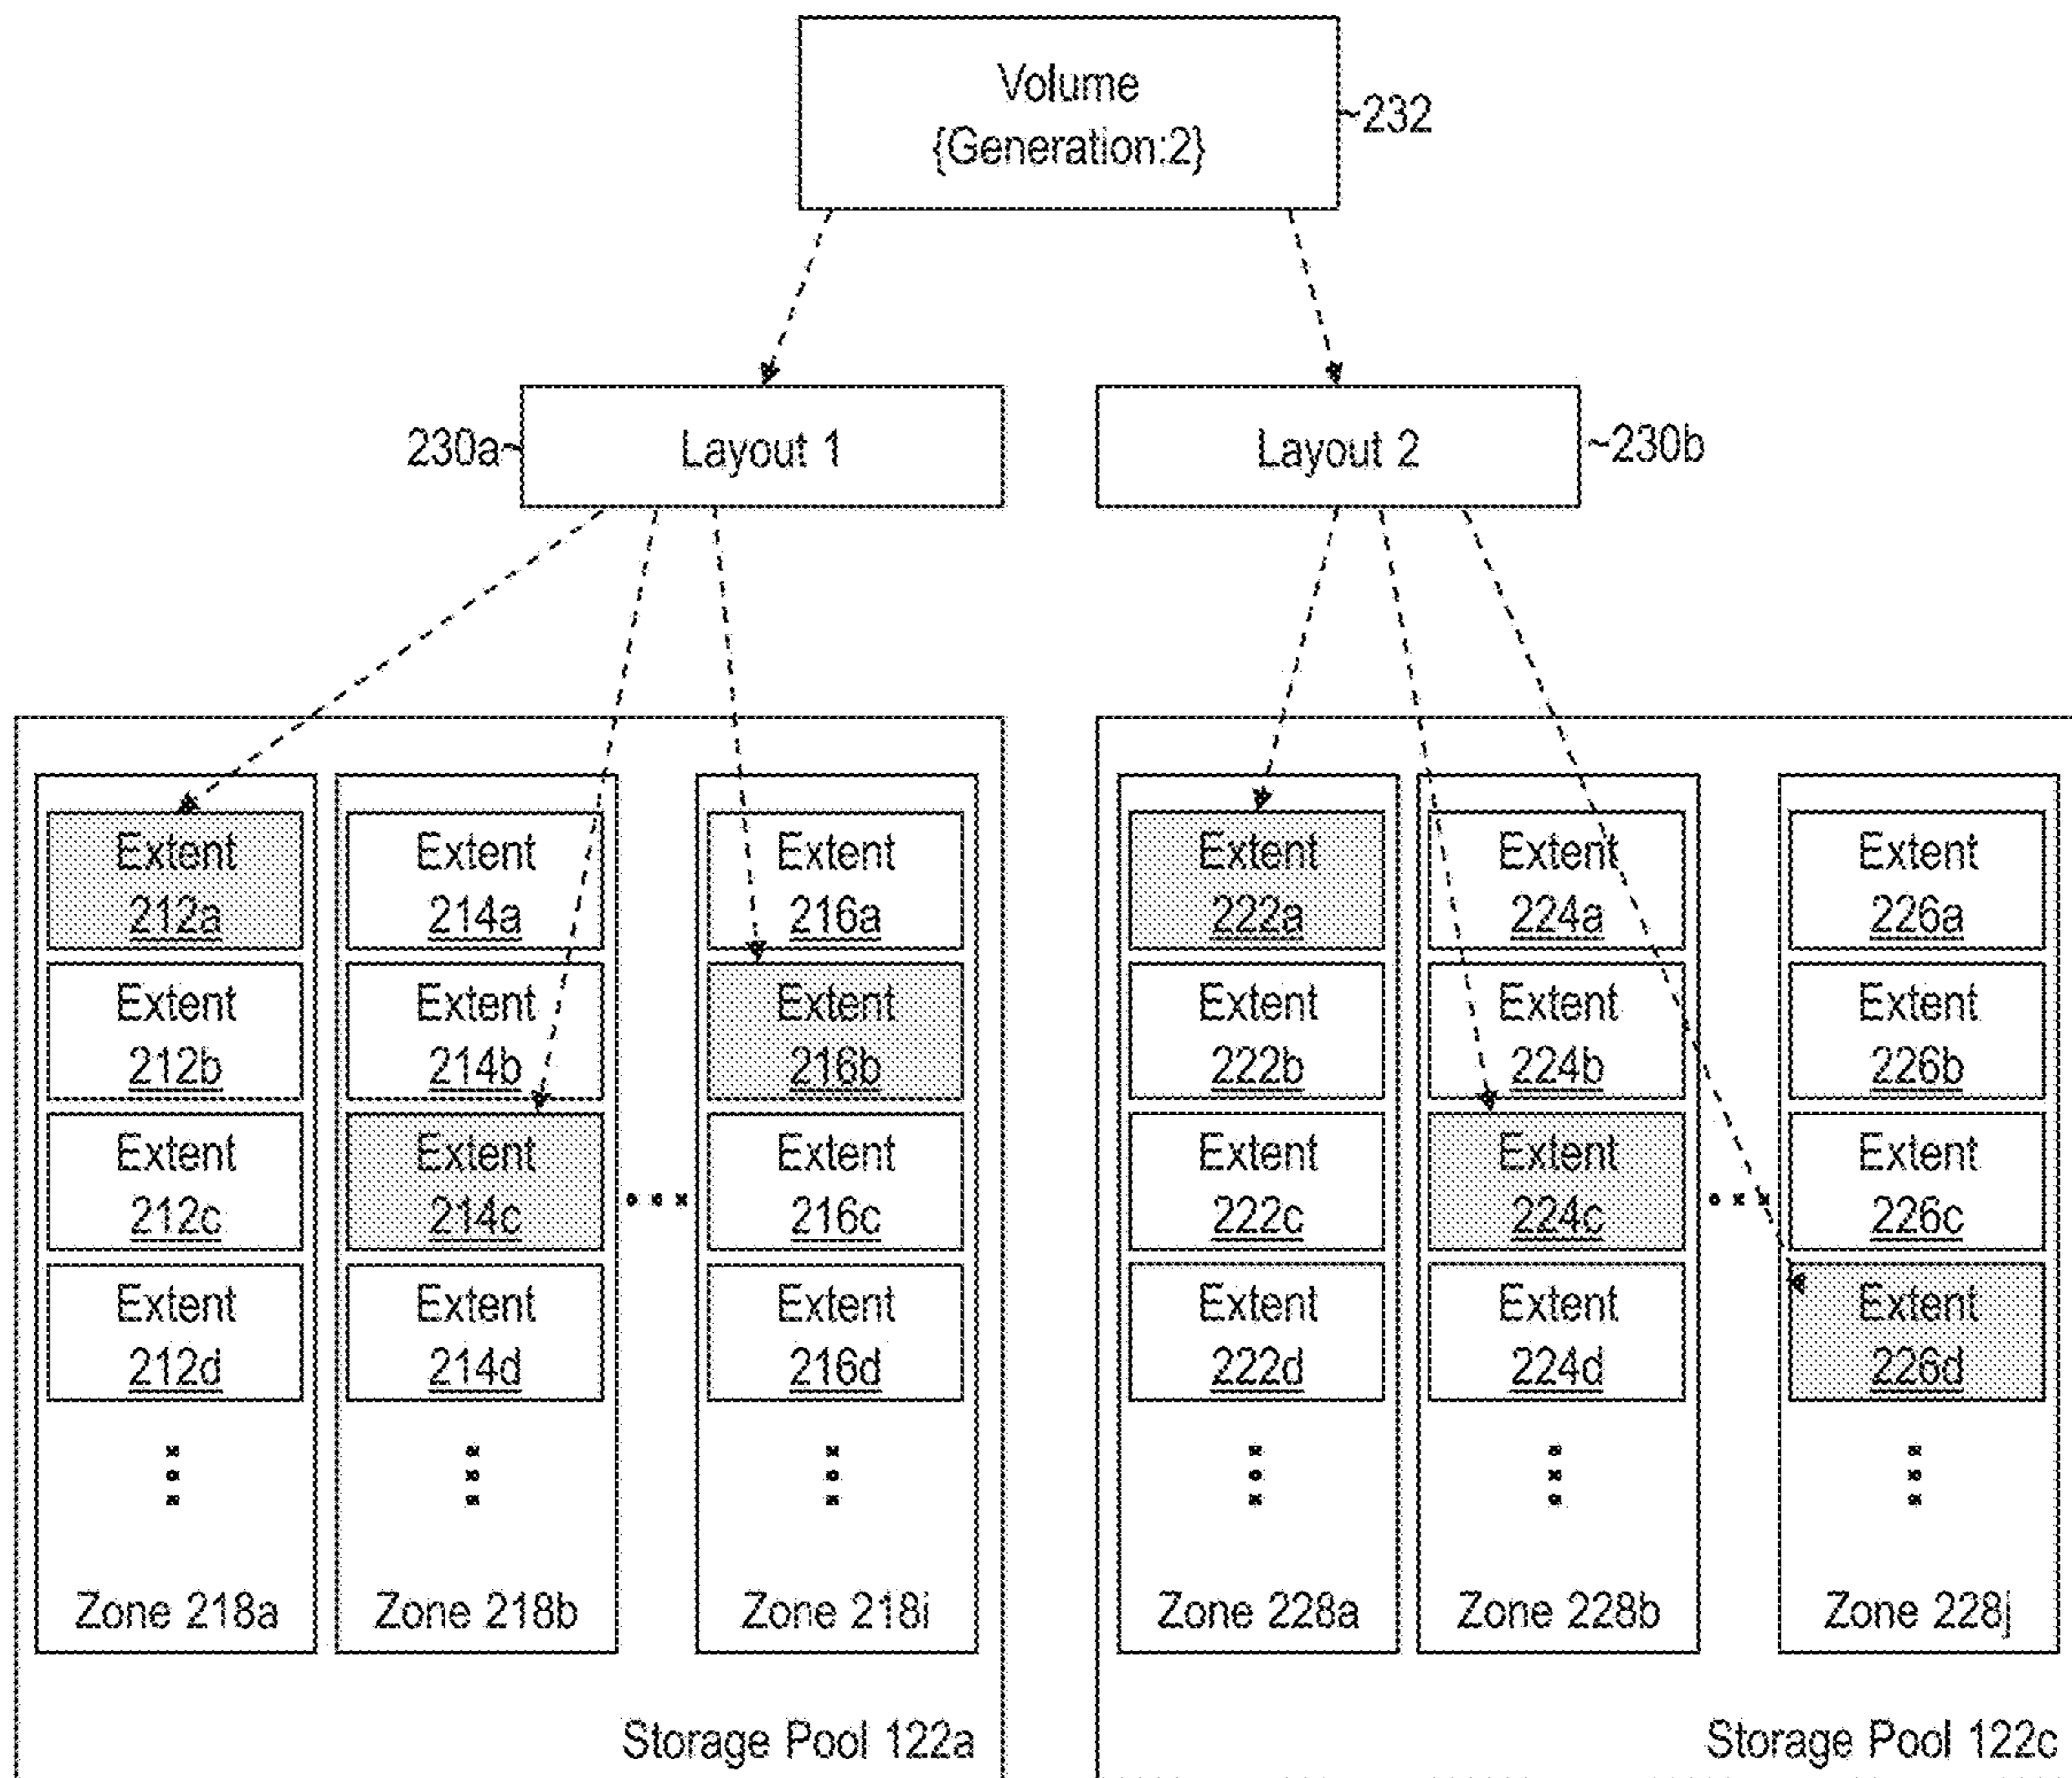 Volume
{Generation:2}
~232
230a~
Layout 1
Layout 2
~230b
Extent
212a
Extent
214a
Extent
216a
Extent
222a
Extent
224a
Extent
226a
Extent
212b
Extent
214b
Extent
216b
Extent
222b
Extent
224b
Extent
226b
Extent
212c
Extent
214c
Extent
216c
Extent
222c
Extent
224c
Extent
226c
Extent
212d
Extent
214d
Extent
216d
Extent
222d
Extent
224d
Extent
226d
Zone 218a
Zone 218b
Zone 218i
Zone 228a
Zone 228b
Zone 228j
Storage Pool 122a
Storage Pool 122c